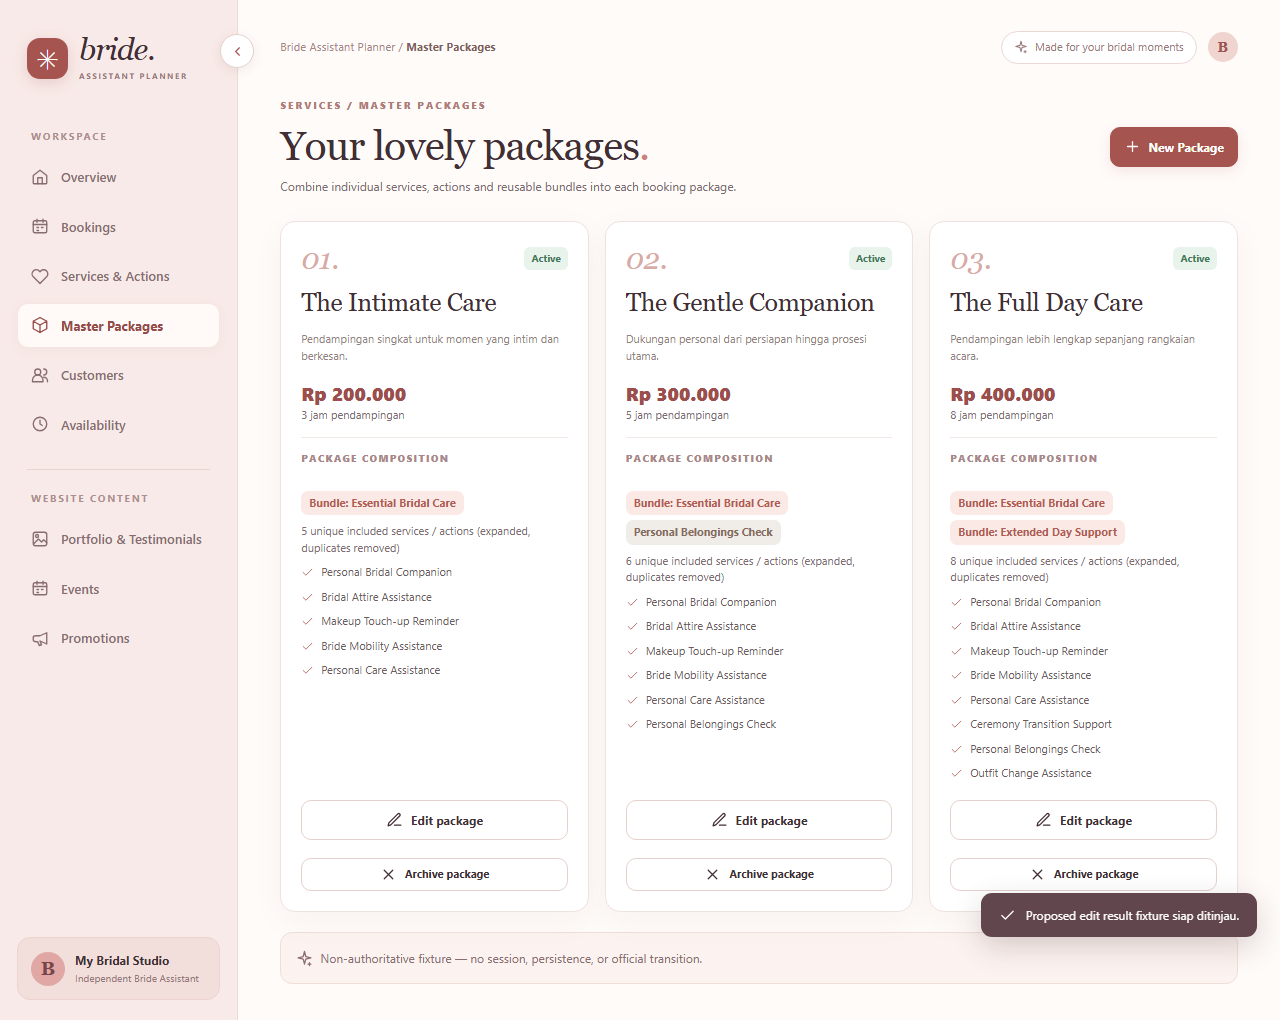 bride.
ASSISTANT PLANNER
WORKSPACE
Overview
Bookings
Services & Actions
Master Packages
Customers
Availability
WEBSITE CONTENT
Portfolio & Testimonials
Events
Promotions
B
My Bridal Studio
Independent Bride Assistant
Bride Assistant Planner / Master Packages
Made for your bridal moments
B
SERVICES / MASTER PACKAGES
Your lovely packages.
Combine individual services, actions and reusable bundles into each booking package.
New Package
01.
Active
The Intimate Care
Pendampingan singkat untuk momen yang intim dan
berkesan.
Rp 200.000
3 jam pendampingan
PACKAGE COMPOSITION
Bundle: Essential Bridal Care
5 unique included services / actions (expanded,
duplicates removed)
Personal Bridal Companion
Bridal Attire Assistance
Makeup Touch-up Reminder
Bride Mobility Assistance
Personal Care Assistance
Edit package
Archive package
02.
Active
The Gentle Companion
Dukungan personal dari persiapan hingga prosesi
utama.
Rp 300.000
5 jam pendampingan
PACKAGE COMPOSITION
Bundle: Essential Bridal Care
Personal Belongings Check
6 unique included services / actions (expanded,
duplicates removed)
Personal Bridal Companion
Bridal Attire Assistance
Makeup Touch-up Reminder
Bride Mobility Assistance
Personal Care Assistance
Personal Belongings Check
Edit package
Archive package
03.
Active
The Full Day Care
Pendampingan lebih lengkap sepanjang rangkaian
acara.
Rp 400.000
8 jam pendampingan
PACKAGE COMPOSITION
Bundle: Essential Bridal Care
Bundle: Extended Day Support
8 unique included services / actions (expanded,
duplicates removed)
Personal Bridal Companion
Bridal Attire Assistance
Makeup Touch-up Reminder
Bride Mobility Assistance
Personal Care Assistance
Ceremony Transition Support
Personal Belongings Check
Outfit Change Assistance
Edit package
Archive package
Proposed edit result fixture siap ditinjau.
Non-authoritative fixture — no session, persistence, or official transition.